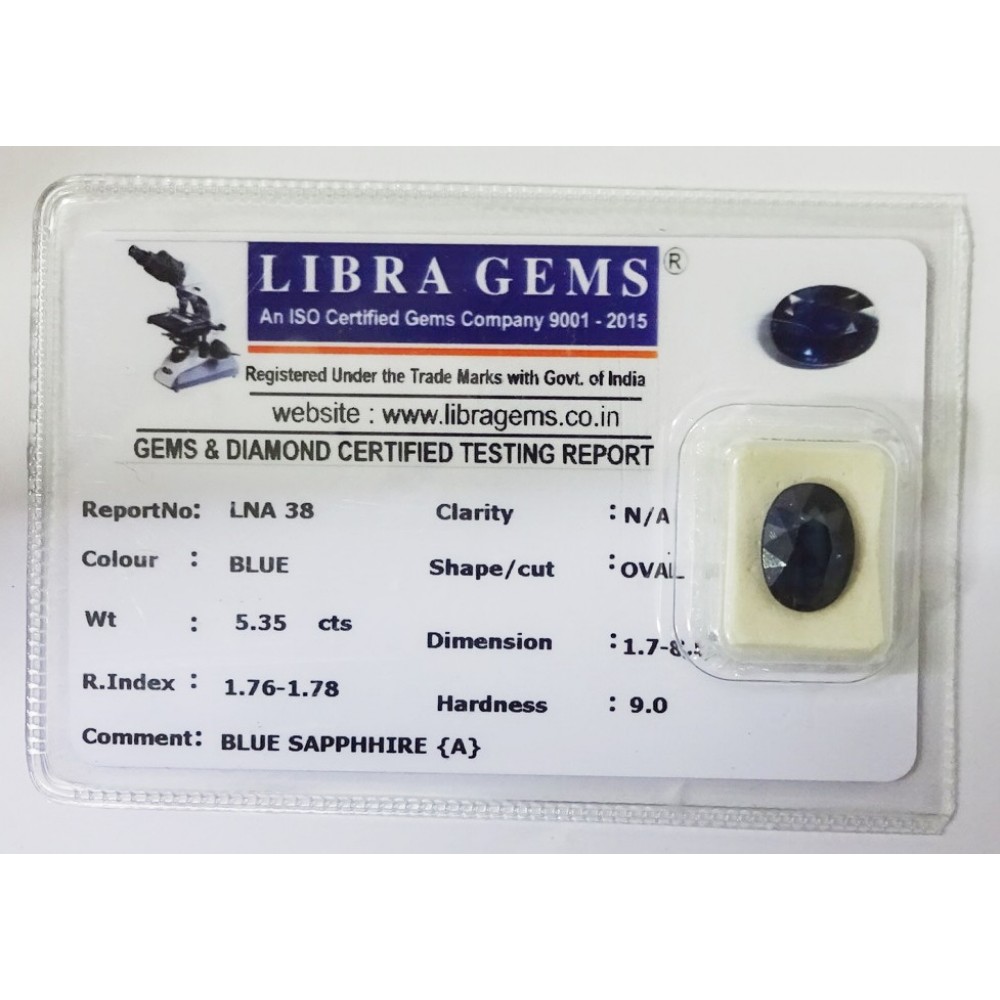 LIBRA GEMS ®
An ISO Certified Gems Company 9001 - 2015
Registered Under the Trade Marks with Govt. of India
website : www.libragems.co.in
GEMS & DIAMOND CERTIFIED TESTING REPORT
ReportNo: LNA 38
Clarity : N/A
Colour : BLUE
Shape/cut : OVAL
Wt : 5.35 cts
Dimension : 1.7-8.
R.Index : 1.76-1.78
Hardness : 9.0
Comment: BLUE SAPPHHIRE {A}